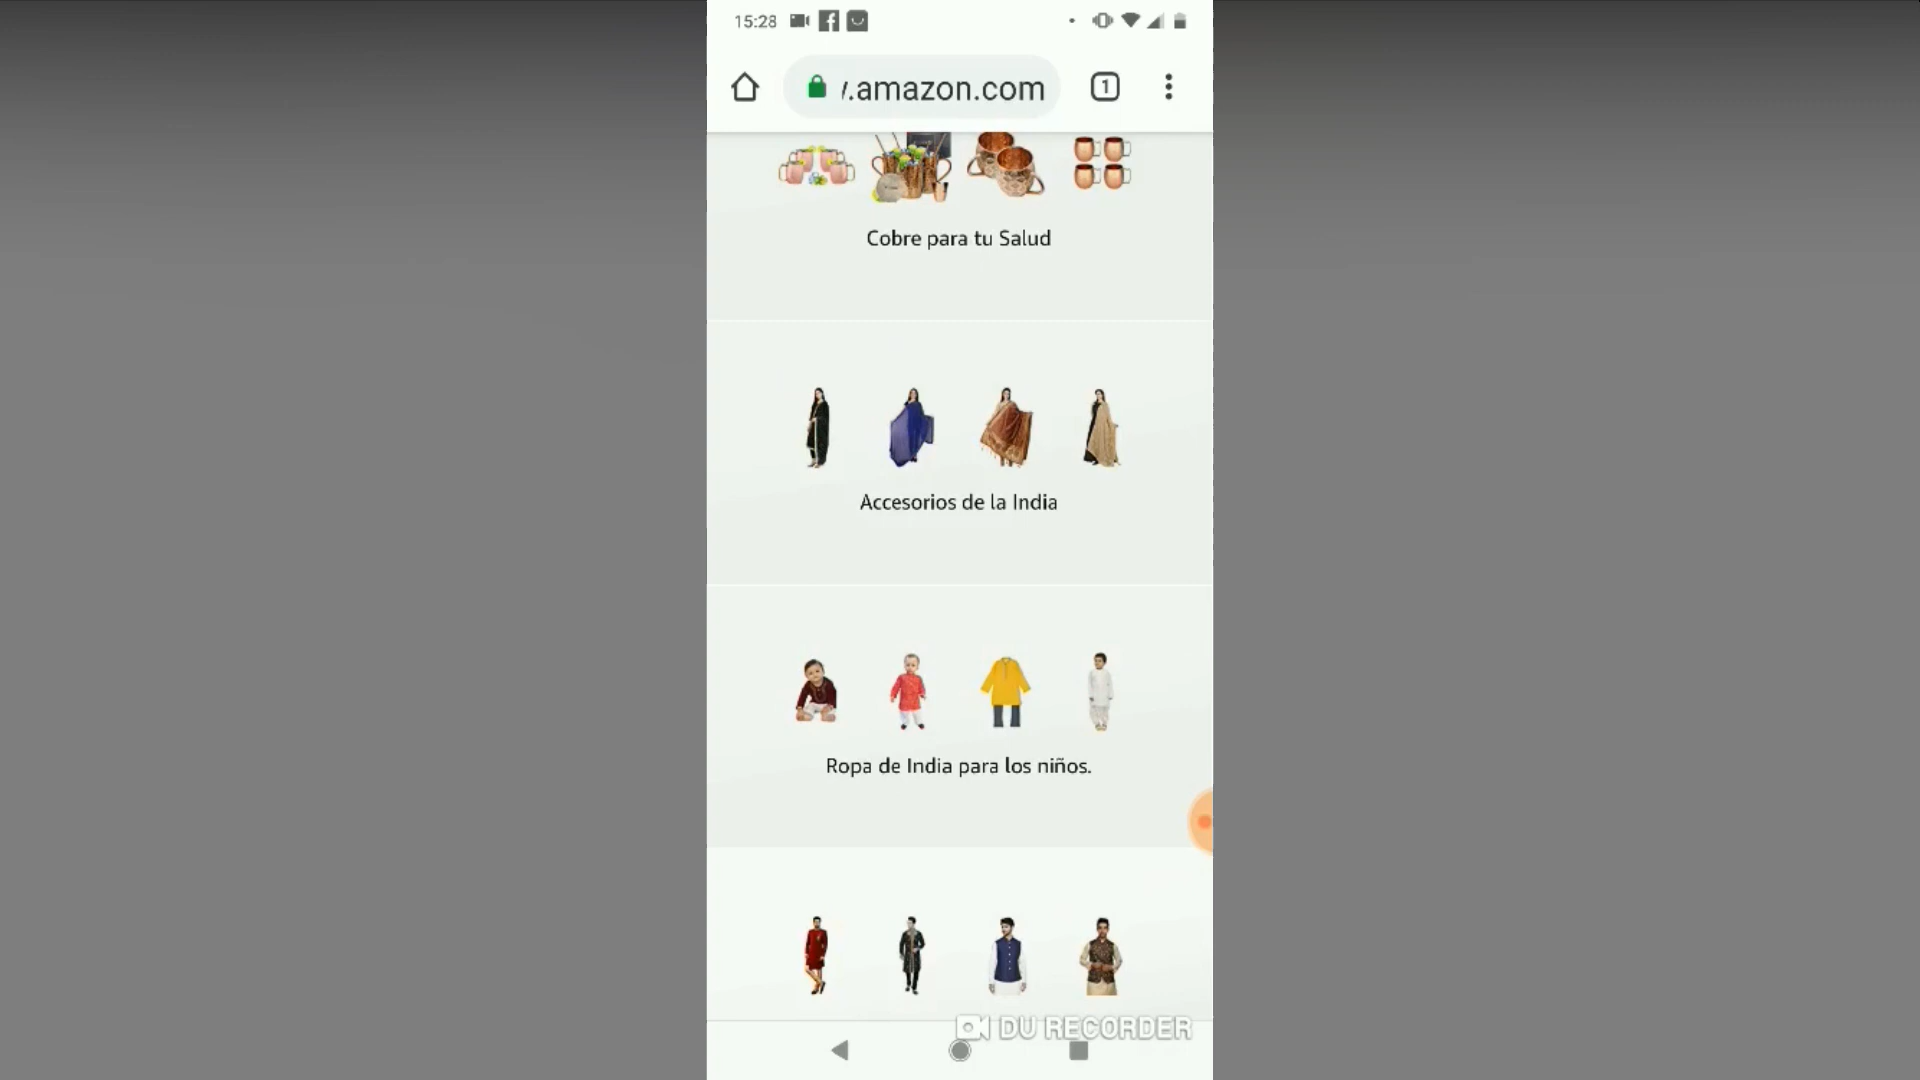 15:28
/.amazon.com
1
Cobre para tu Salud
Accesorios de la India
Ropa de India para los niños.
DU RECORDER